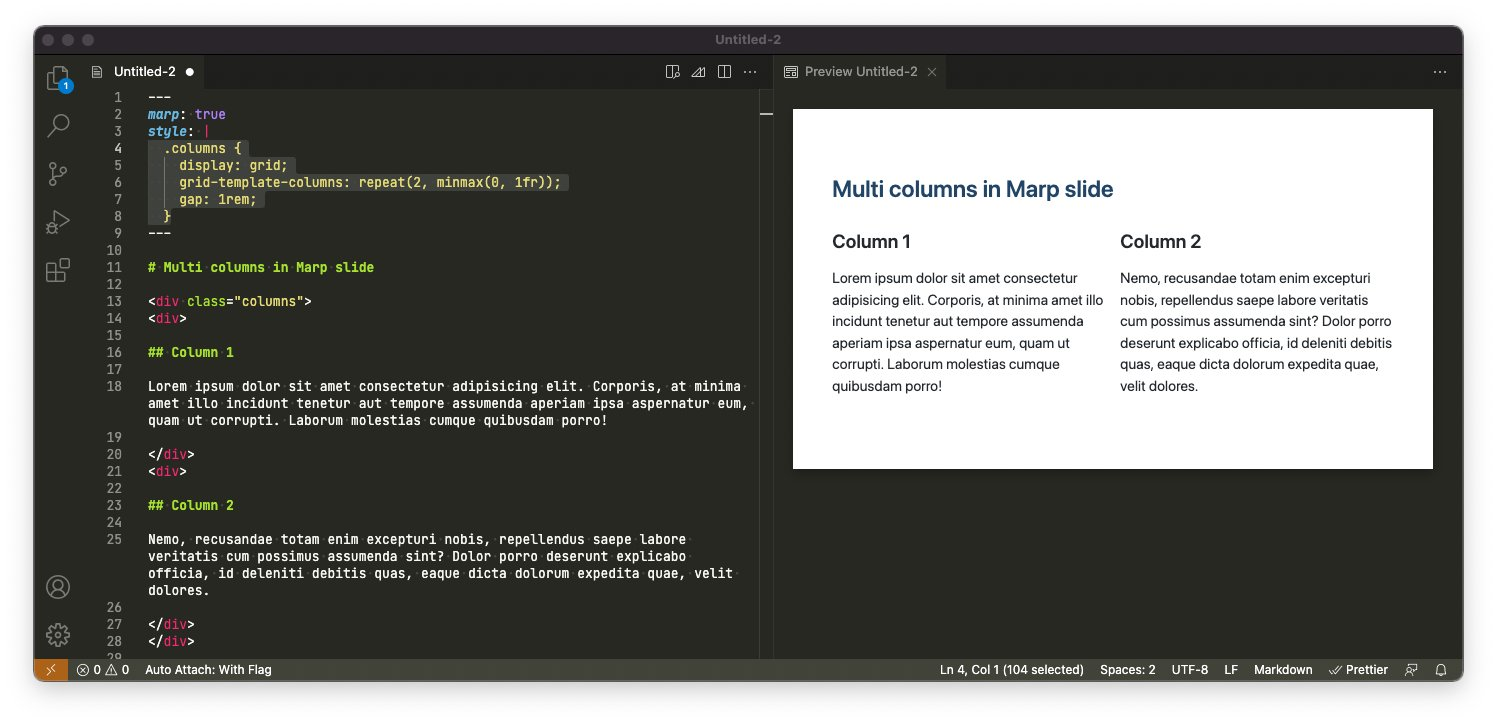 Untitled-2
Untitled-2
Preview Untitled-2
1
1 ---
2 marp: true
3 style: |
4 .columns {
5 display: grid;
6 grid-template-columns: repeat(2, minmax(0, 1fr));
7 gap: 1rem;
8 }
9 ---
10
11 # Multi columns in Marp slide
12
13 <div class="columns">
14 <div>
15
16 ## Column 1
17
18 Lorem ipsum dolor sit amet consectetur adipisicing elit. Corporis, at minima
amet illo incidunt tenetur aut tempore assumenda aperiam ipsa aspernatur eum,
quam ut corrupti. Laborum molestias cumque quibusdam porro!
19
20 </div>
21 <div>
22
23 ## Column 2
24
25 Nemo, recusandae totam enim excepturi nobis, repellendus saepe labore
veritatis cum possimus assumenda sint? Dolor porro deserunt explicabo
officia, id deleniti debitis quas, eaque dicta dolorum expedita quae, velit
dolores.
26
27 </div>
28 </div>
29
Multi columns in Marp slide
Column 1
Lorem ipsum dolor sit amet consectetur
adipisicing elit. Corporis, at minima amet illo
incidunt tenetur aut tempore assumenda
aperiam ipsa aspernatur eum, quam ut
corrupti. Laborum molestias cumque
quibusdam porro!
Column 2
Nemo, recusandae totam enim excepturi
nobis, repellendus saepe labore veritatis
cum possimus assumenda sint? Dolor porro
deserunt explicabo officia, id deleniti debitis
quas, eaque dicta dolorum expedita quae,
velit dolores.
0 0 Auto Attach: With Flag Ln 4, Col 1 (104 selected) Spaces: 2 UTF-8 LF Markdown Prettier